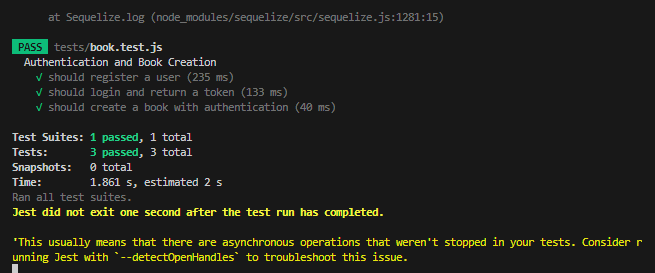 at Sequelize.log (node_modules/sequelize/src/sequelize.js:1281:15)
PASS tests/book.test.js
Authentication and Book Creation
√ should register a user (235 ms)
√ should login and return a token (133 ms)
√ should create a book with authentication (40 ms)
Test Suites: 1 passed, 1 total
Tests: 3 passed, 3 total
Snapshots: 0 total
Time: 1.861 s, estimated 2 s
Ran all test suites.
Jest did not exit one second after the test run has completed.
'This usually means that there are asynchronous operations that weren't stopped in your tests. Consider r
unning Jest with `--detectOpenHandles` to troubleshoot this issue.